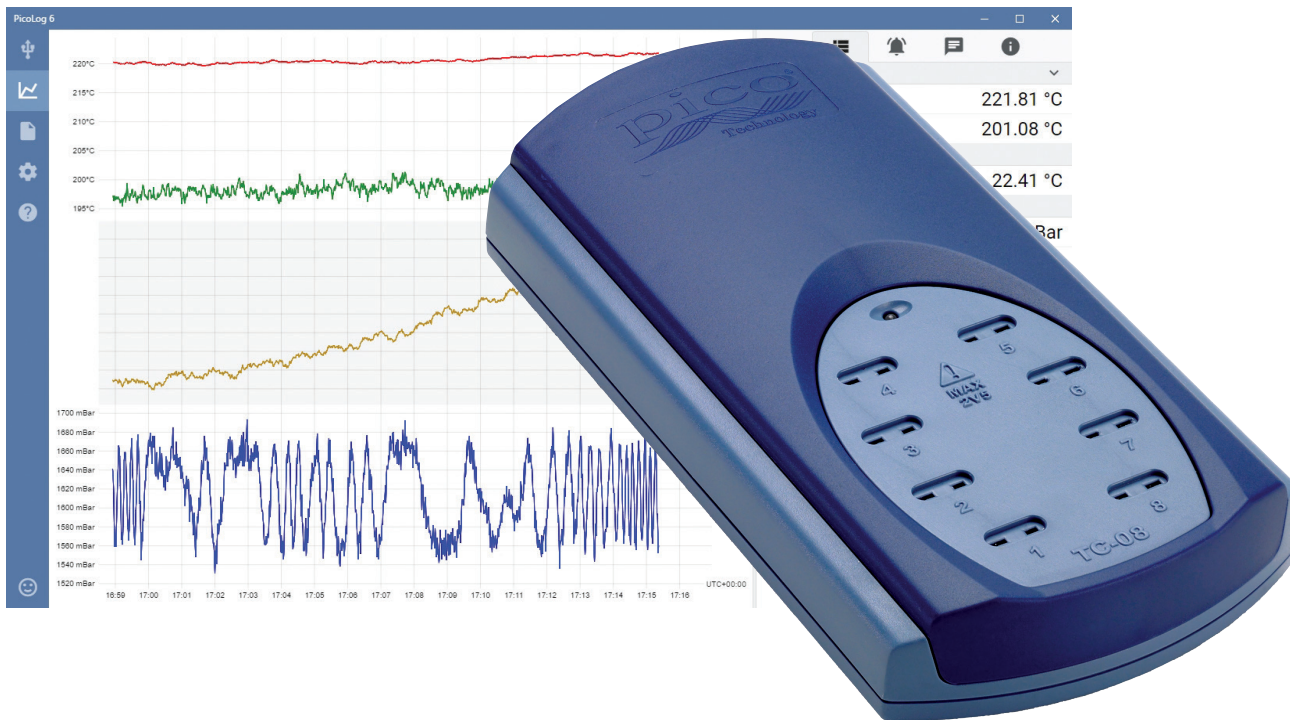 PicoLog 6
220°C
215°C
210°C
205°C
200°C
195°C
1700 mBar
1680 mBar
1660 mBar
1640 mBar
1620 mBar
1600 mBar
1580 mBar
1560 mBar
1540 mBar
1520 mBar
16:59 17:00 17:01 17:02 17:03 17:04 17:05 17:06 17:07 17:08 17:09 17:10 17:11 17:12 17:13 17:14 17:15 17:16
UTC+00:00
221.81 °C
201.08 °C
22.41 °C
Bar
pico
Technology
5
4
6
MAX
2V5
3
7
2
8
1
TC-08